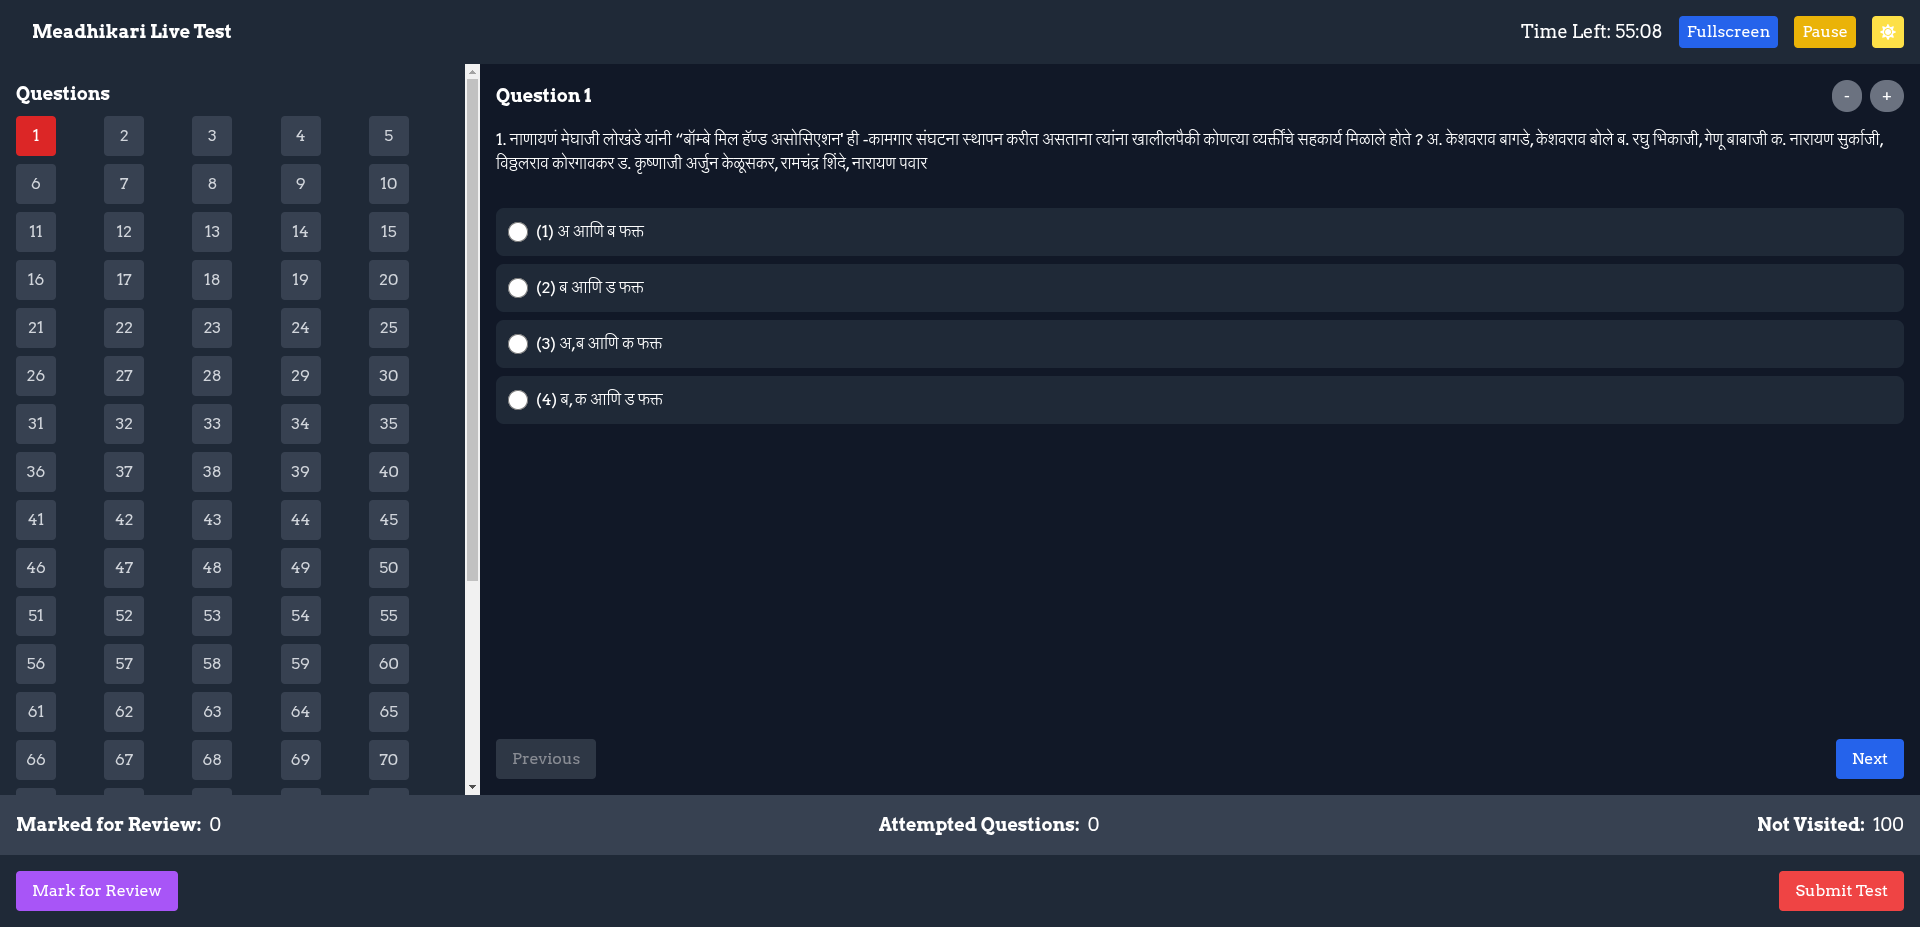 Meadhikari Live Test
Time Left: 55:08
Fullscreen
Pause
Questions
1 2 3 4 5
6 7 8 9 10
11 12 13 14 15
16 17 18 19 20
21 22 23 24 25
26 27 28 29 30
31 32 33 34 35
36 37 38 39 40
41 42 43 44 45
46 47 48 49 50
51 52 53 54 55
56 57 58 59 60
61 62 63 64 65
66 67 68 69 70
Question 1
- +
1. नाणायणं मेघाजी लोखंडे यांनी “बॉम्बे मिल हॅण्ड असोसिएशन' ही -कामगार संघटना स्थापन करीत असताना त्यांना खालीलपैकी कोणत्या व्यक्तींचे सहकार्य मिळाले होते ? अ. केशवराव बागडे, केशवराव बोले ब. रघु भिकाजी, गेणू बाबाजी क. नारायण सुर्काजी,
विठ्ठलराव कोरगावकर ड. कृष्णाजी अर्जुन केळूसकर, रामचंद्र शिंदे, नारायण पवार
(1) अ आणि ब फक्त
(2) ब आणि ड फक्त
(3) अ,ब आणि क फक्त
(4) ब, क आणि ड फक्त
Previous
Next
Marked for Review: 0
Attempted Questions: 0
Not Visited: 100
Mark for Review
Submit Test